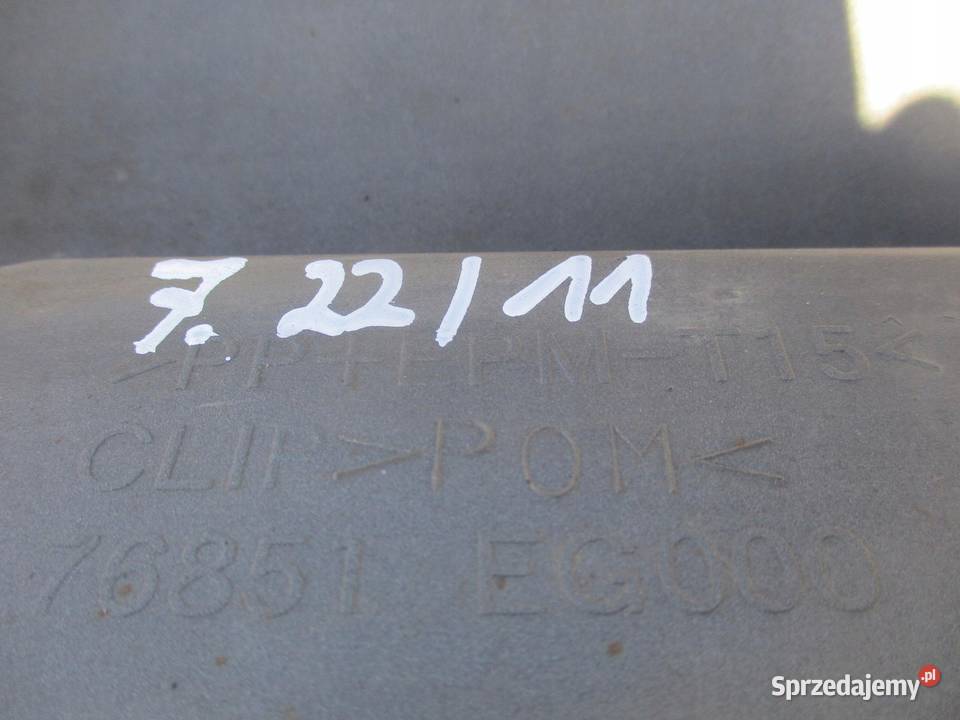 7. 22/11
>PP+EPM-T15<
CLIP>POM<
76851 EG000
Sprzedajemy.pl